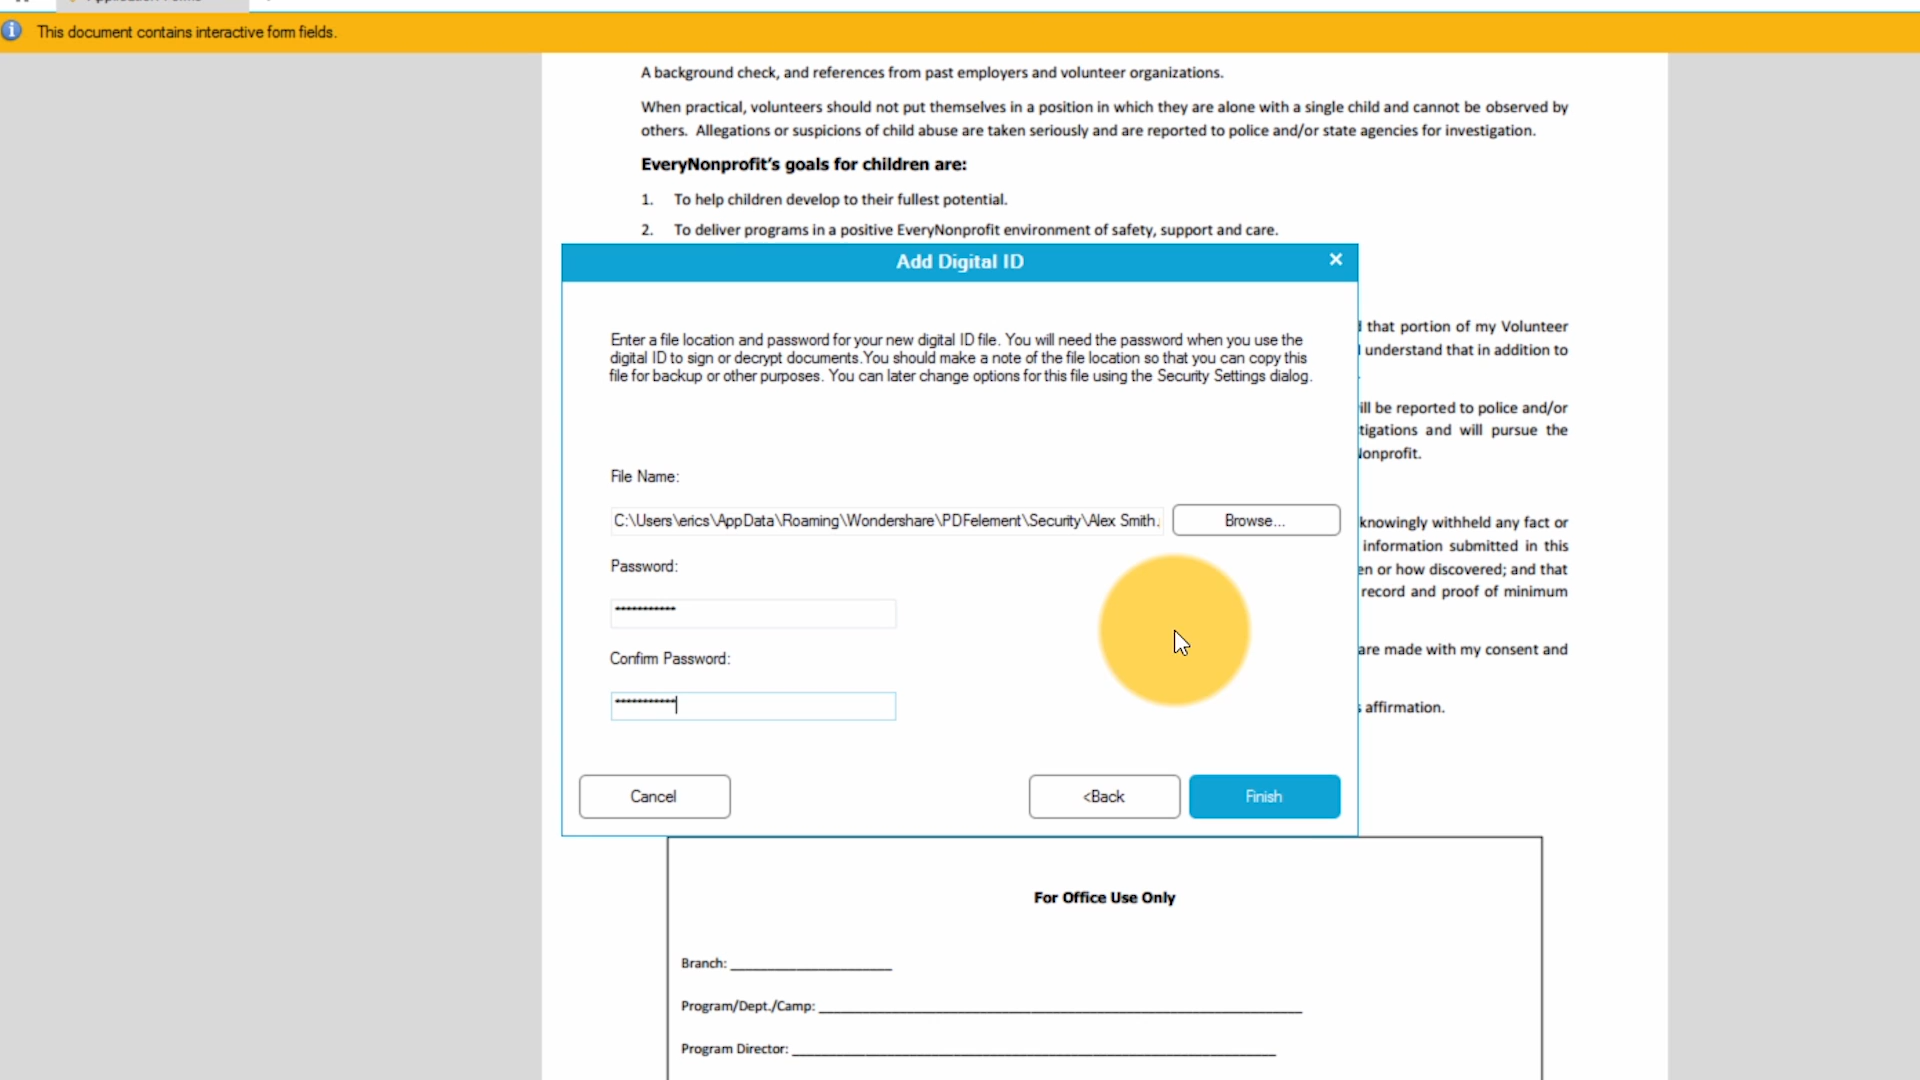 This document contains interactive form fields.
A background check, and references from past employers and volunteer organizations.
When practical, volunteers should not put themselves in a position in which they are alone with a single child and cannot be observed by
others. Allegations or suspicions of child abuse are taken seriously and are reported to police and/or state agencies for investigation.
EveryNonprofit's goals for children are:
1. To help children develop to their fullest potential.
2. To deliver programs in a positive EveryNonprofit environment of safety, support and care.
Add Digital ID
Enter a file location and password for your new digital ID file. You will need the password when you use the
digital ID to sign or decrypt documents.You should make a note of the file location so that you can copy this
file for backup or other purposes. You can later change options for this file using the Security Settings dialog.
File Name:
C:\Users\erics\AppData\Roaming\Wondershare\PDFelement\Security\Alex Smith.
Browse...
Password:
***********
Confirm Password:
***********
Cancel
<Back
Finish
that portion of my Volunteer
understand that in addition to
be reported to police and/or
and will pursue the
knowingly withheld any fact or
information submitted in this
or how discovered; and that
record and proof of minimum
are made with my consent and
affirmation.
For Office Use Only
Branch:
Program/Dept./Camp:
Program Director: